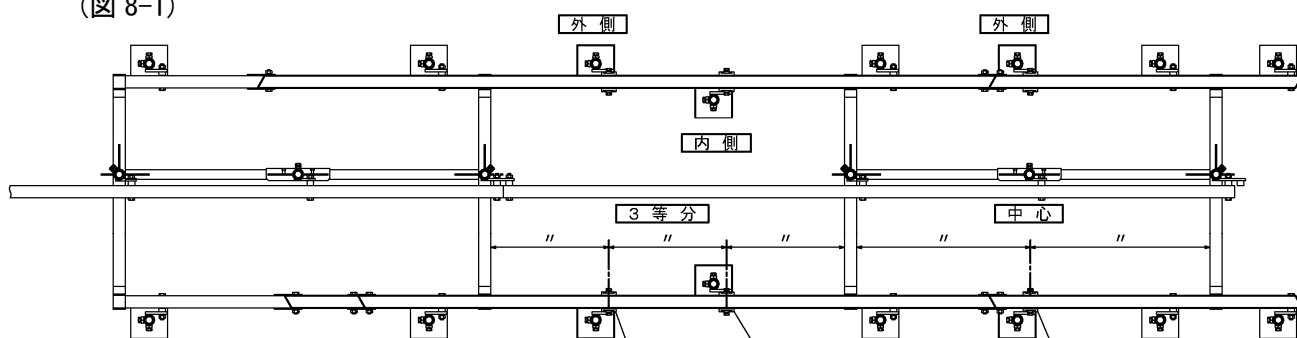 (図 8-1)
外側
外側
内側
3等分
中心
〃 〃 〃 〃 〃